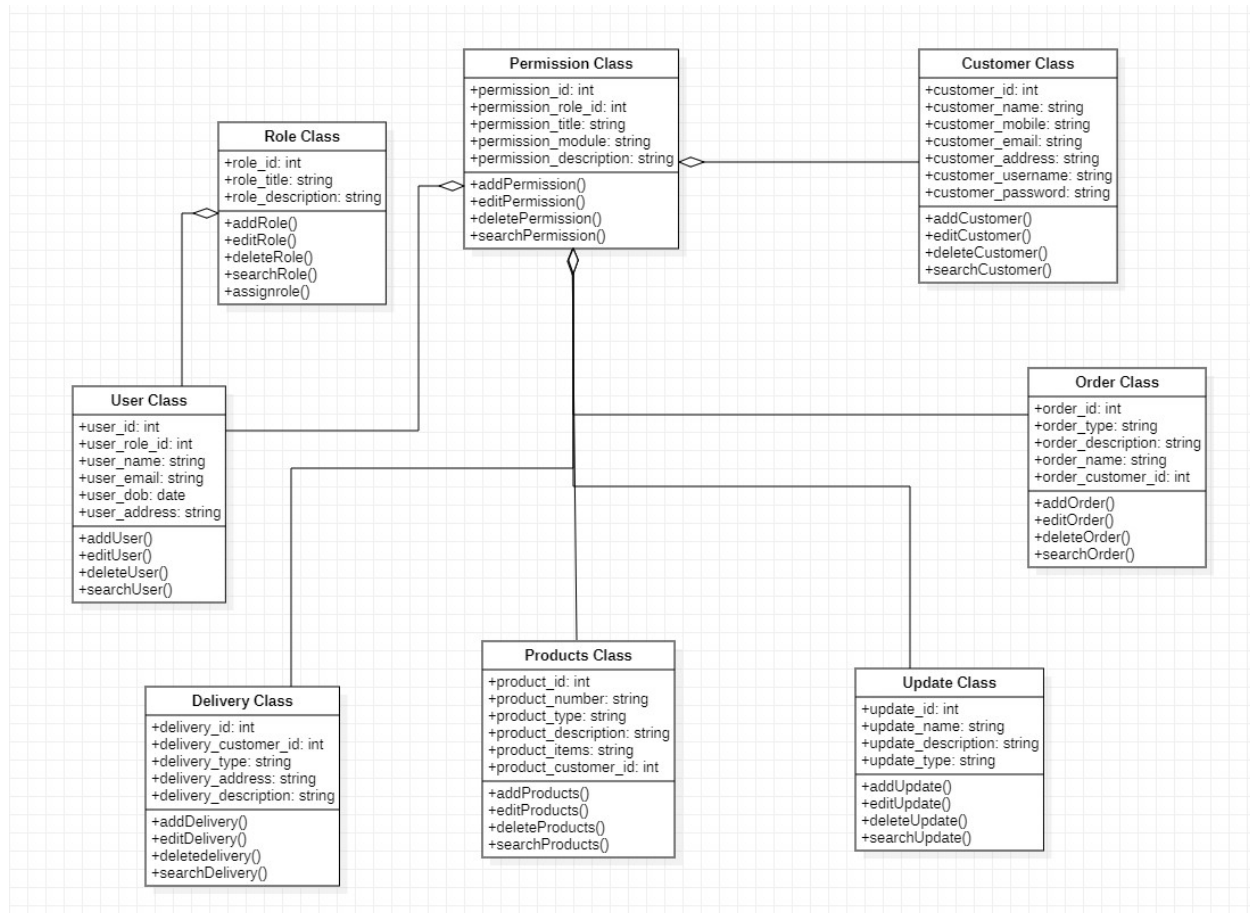 Permission Class
+permission_id: int
+permission_role_id: int
+permission_title: string
+permission_module: string
+permission_description: string
+addPermission()
+editPermission()
+deletePermission()
+searchPermission()
Customer Class
+customer_id: int
+customer_name: string
+customer_mobile: string
+customer_email: string
+customer_address: string
+customer_username: string
+customer_password: string
+addCustomer()
+editCustomer()
+deleteCustomer()
+searchCustomer()
Role Class
+role_id: int
+role_title: string
+role_description: string
+addRole()
+editRole()
+deleteRole()
+searchRole()
+assignrole()
User Class
+user_id: int
+user_role_id: int
+user_name: string
+user_email: string
+user_dob: date
+user_address: string
+addUser()
+editUser()
+deleteUser()
+searchUser()
Order Class
+order_id: int
+order_type: string
+order_description: string
+order_name: string
+order_customer_id: int
+addOrder()
+editOrder()
+deleteOrder()
+searchOrder()
Delivery Class
+delivery_id: int
+delivery_customer_id: int
+delivery_type: string
+delivery_address: string
+delivery_description: string
+addDelivery()
+editDelivery()
+deletedelivery()
+searchDelivery()
Products Class
+product_id: int
+product_number: string
+product_type: string
+product_description: string
+product_items: string
+product_customer_id: int
+addProducts()
+editProducts()
+deleteProducts()
+searchProducts()
Update Class
+update_id: int
+update_name: string
+update_description: string
+update_type: string
+addUpdate()
+editUpdate()
+deleteUpdate()
+searchUpdate()